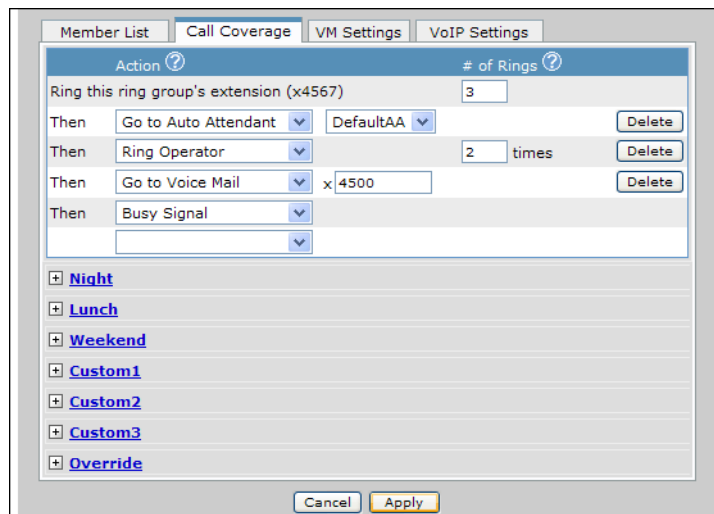 Member List Call Coverage VM Settings VoIP Settings
Action ? # of Rings ?
Ring this ring group's extension (x4567) 3
Then Go to Auto Attendant DefaultAA Delete
Then Ring Operator 2 times Delete
Then Go to Voice Mail x 4500 Delete
Then Busy Signal
Night
Lunch
Weekend
Custom1
Custom2
Custom3
Override
Cancel Apply